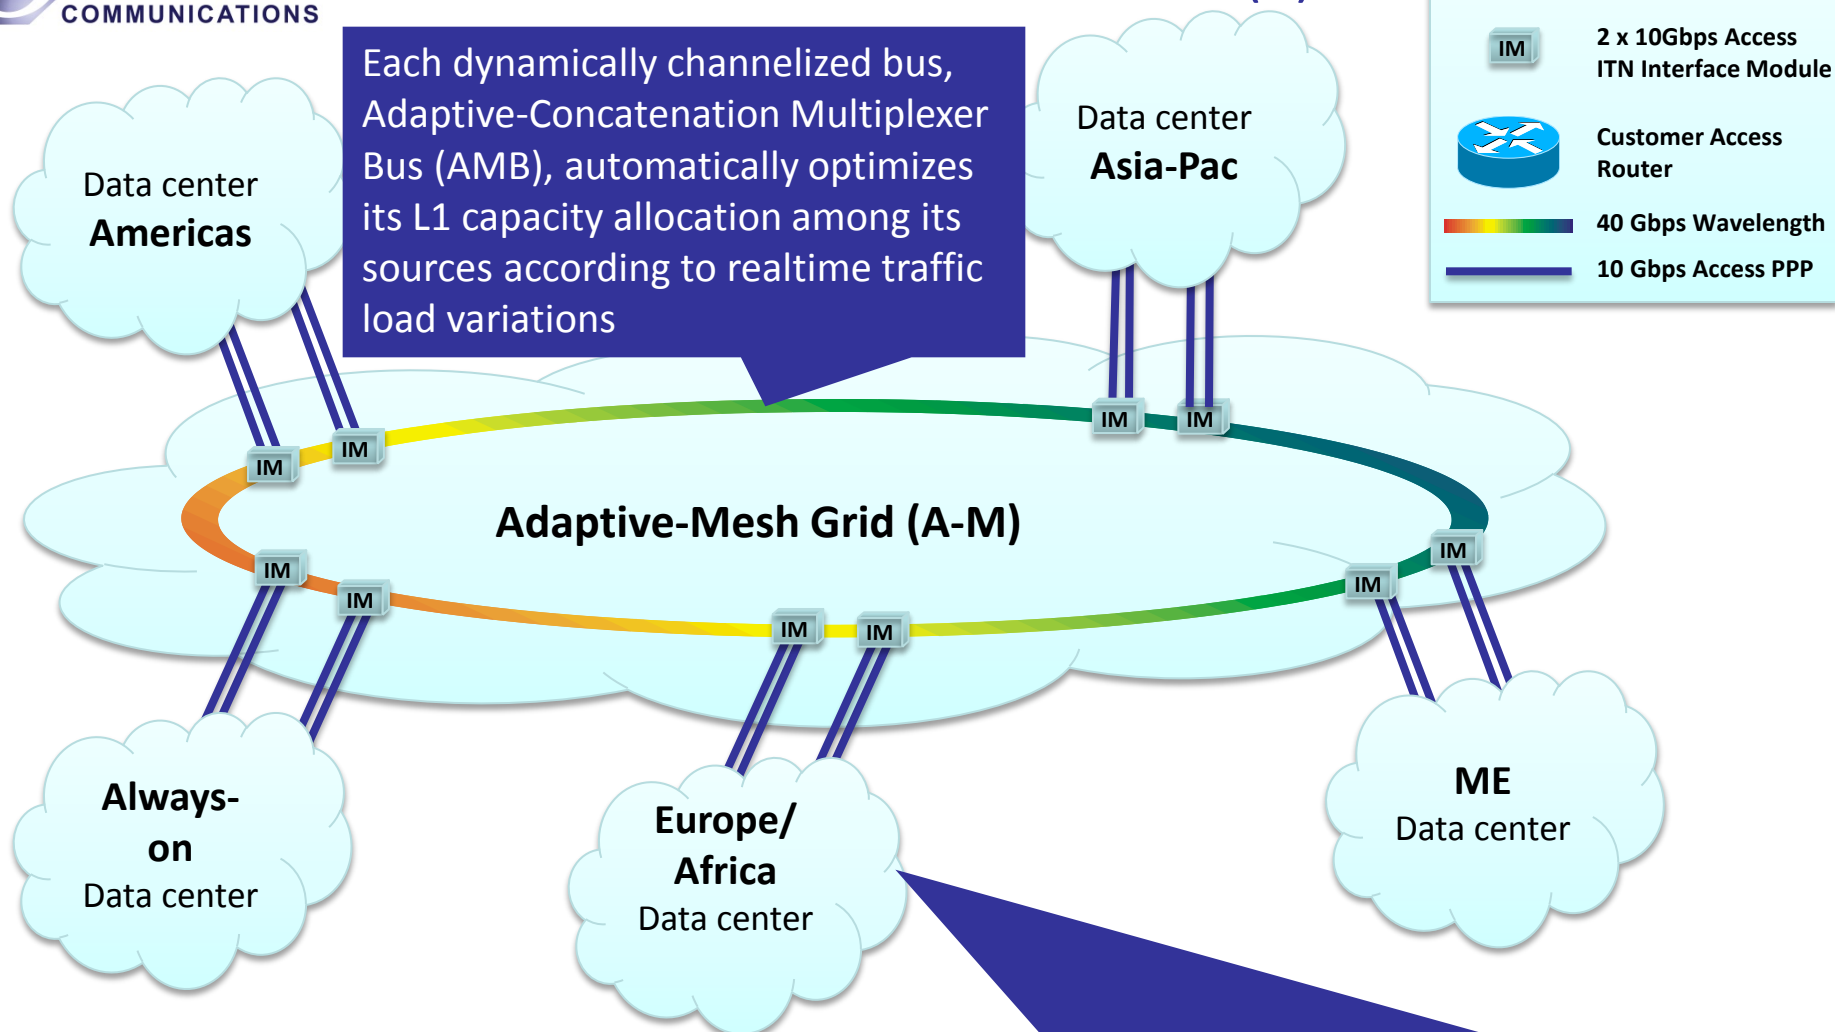 COMMUNICATIONS
Each dynamically channelized bus,
Adaptive-Concatenation Multiplexer
Bus (AMB), automatically optimizes
its L1 capacity allocation among its
sources according to realtime traffic
load variations
Data center
Americas
Data center
Asia-Pac
IM
2 x 10Gbps Access
ITN Interface Module
Customer Access
Router
40 Gbps Wavelength
10 Gbps Access PPP
IM
IM
IM
IM
Adaptive-Mesh Grid (A-M)
IM
IM
IM
IM
IM
IM
Always-
on
Data center
Europe/
Africa
Data center
ME
Data center